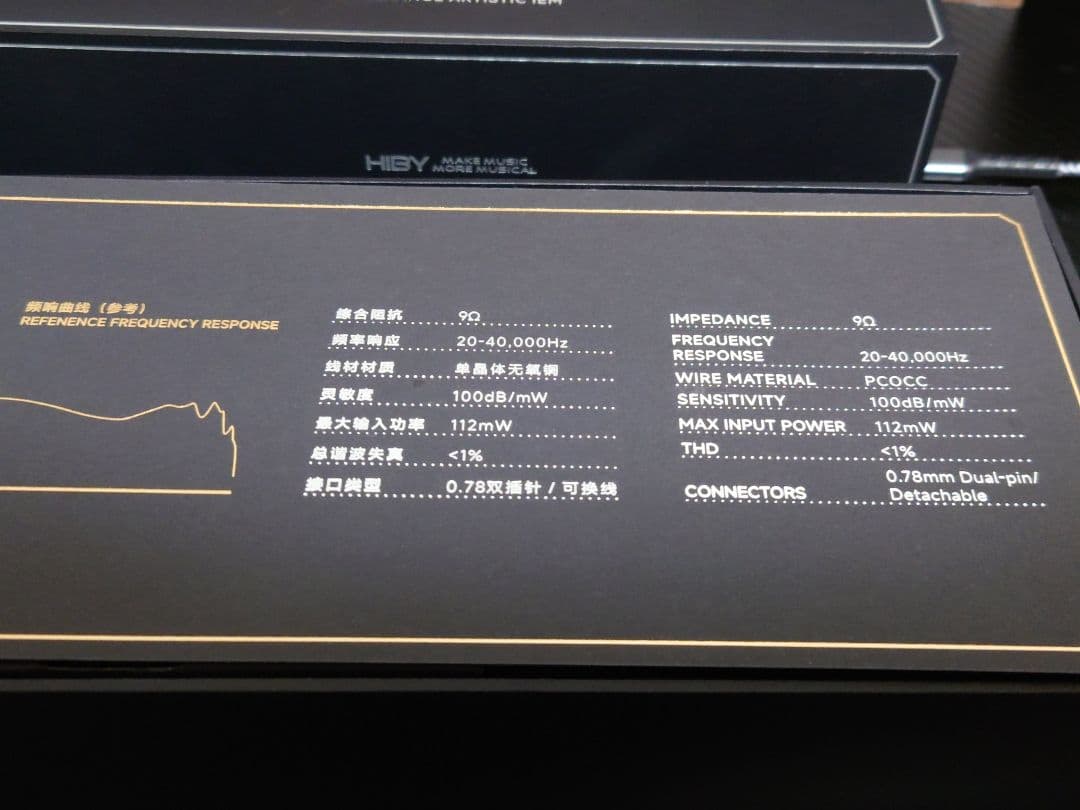 ARTISTIC IEM
HIBY MAKE MUSIC
MORE MUSICAL
频响曲线（参考）
REFENENCE FREQUENCY RESPONSE
综合阻抗 9Ω
频率响应 20-40,000Hz
线材材质 单晶体无氧铜
灵敏度 100dB/mW
最大输入功率 112mW
总谐波失真 <1%
接口类型 0.78双插针 / 可换线
IMPEDANCE 9Ω
FREQUENCY
RESPONSE 20-40,000Hz
WIRE MATERIAL PCOCC
SENSITIVITY 100dB/mW
MAX INPUT POWER 112mW
THD <1%
CONNECTORS 0.78mm Dual-pin/
Detachable